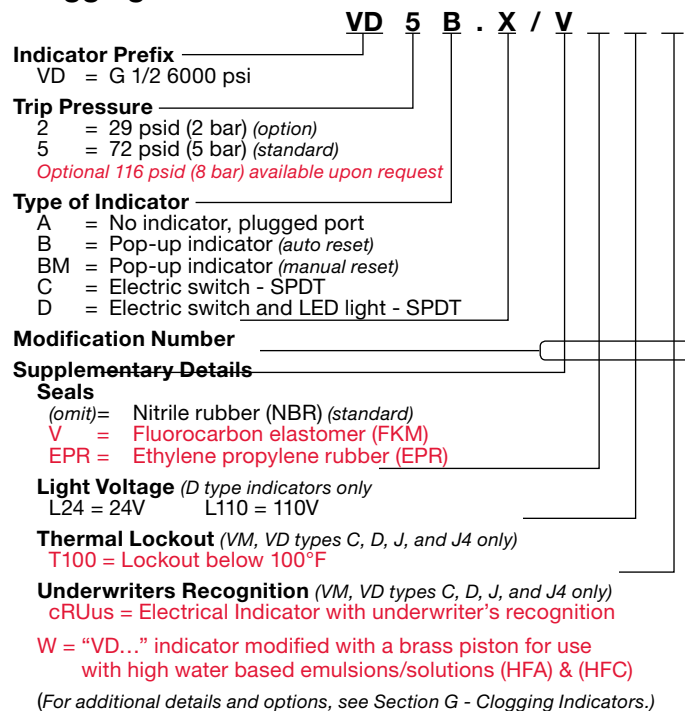 VD 5 B . X / V
Indicator Prefix
VD = G 1/2 6000 psi
Trip Pressure
2 = 29 psid (2 bar) (option)
5 = 72 psid (5 bar) (standard)
Optional 116 psid (8 bar) available upon request
Type of Indicator
A = No indicator, plugged port
B = Pop-up indicator (auto reset)
BM = Pop-up indicator (manual reset)
C = Electric switch - SPDT
D = Electric switch and LED light - SPDT
Modification Number
Supplementary Details
Seals
(omit)= Nitrile rubber (NBR) (standard)
V = Fluorocarbon elastomer (FKM)
EPR = Ethylene propylene rubber (EPR)
Light Voltage (D type indicators only
L24 = 24V L110 = 110V
Thermal Lockout (VM, VD types C, D, J, and J4 only)
T100 = Lockout below 100°F
Underwriters Recognition (VM, VD types C, D, J, and J4 only)
cRUus = Electrical Indicator with underwriter's recognition
W = “VD…” indicator modified with a brass piston for use
with high water based emulsions/solutions (HFA) & (HFC)
(For additional details and options, see Section G - Clogging Indicators.)